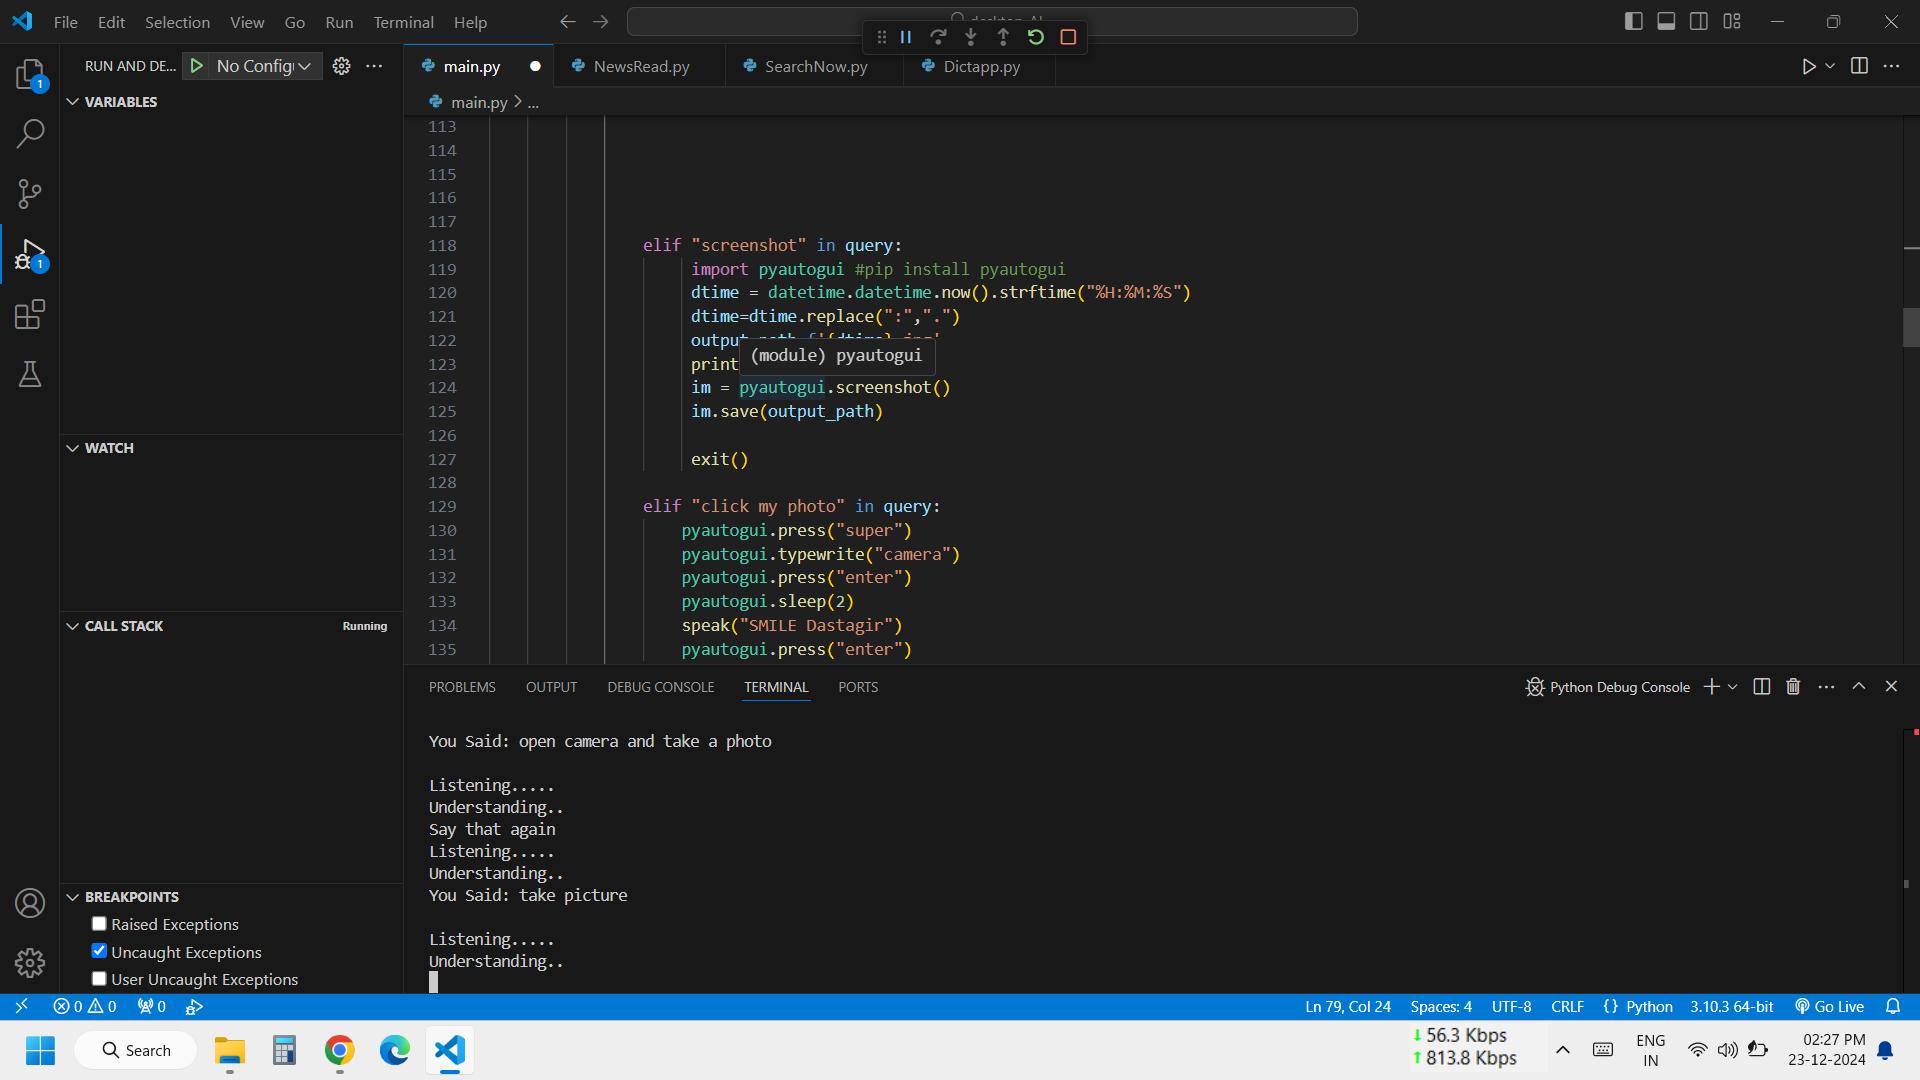 File Edit Selection View Go Run Terminal Help
RUN AND DE... No Config
main.py NewsRead.py SearchNow.py Dictapp.py
main.py > ...
VARIABLES
WATCH
CALL STACK Running
BREAKPOINTS
Raised Exceptions
Uncaught Exceptions
User Uncaught Exceptions
113
114
115
116
117
118 elif "screenshot" in query:
119 import pyautogui #pip install pyautogui
120 dtime = datetime.datetime.now().strftime("%H:%M:%S")
121 dtime=dtime.replace(":",".")
122
(module) pyautogui
123 print
124 im = pyautogui.screenshot()
125 im.save(output_path)
126
127 exit()
128
129 elif "click my photo" in query:
130 pyautogui.press("super")
131 pyautogui.typewrite("camera")
132 pyautogui.press("enter")
133 pyautogui.sleep(2)
134 speak("SMILE Dastagir")
135 pyautogui.press("enter")
PROBLEMS OUTPUT DEBUG CONSOLE TERMINAL PORTS Python Debug Console
You Said: open camera and take a photo
Listening.....
Understanding..
Say that again
Listening.....
Understanding..
You Said: take picture
Listening.....
Understanding..
0 0 0 Ln 79, Col 24 Spaces: 4 UTF-8 CRLF {} Python 3.10.3 64-bit Go Live
Search
56.3 Kbps
813.8 Kbps
ENG
IN
02:27 PM
23-12-2024
1
1